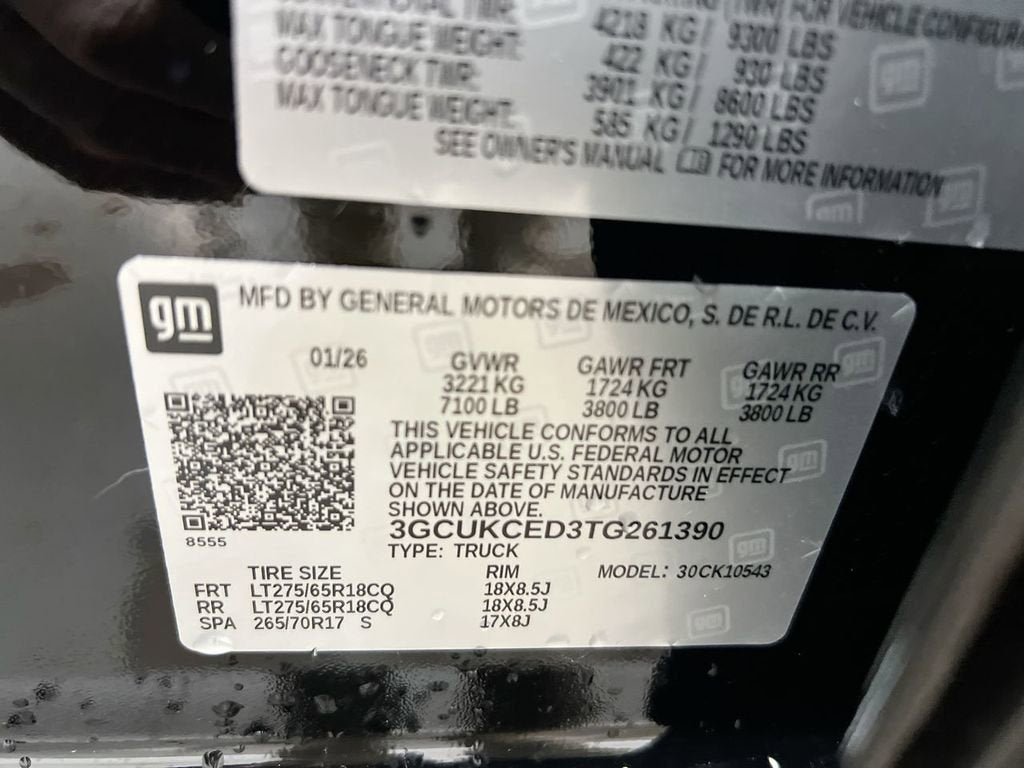 TWR:
(TWR) FOR VEHICLE
4218 KG / 9300 LBS
MAX TONGUE WEIGHT:
422 KG / 930 LBS
GOOSENECK TWR:
3901 KG / 8600 LBS
MAX TONGUE WEIGHT:
585 KG / 1290 LBS
SEE OWNER'S MANUAL FOR MORE INFORMATION
gm
MFD BY GENERAL MOTORS DE MEXICO, S. DE R.L. DE C.V.
01/26
GVWR GAWR FRT GAWR RR
3221 KG 1724 KG 1724 KG
7100 LB 3800 LB 3800 LB
THIS VEHICLE CONFORMS TO ALL
APPLICABLE U.S. FEDERAL MOTOR
VEHICLE SAFETY STANDARDS IN EFFECT
ON THE DATE OF MANUFACTURE
SHOWN ABOVE.
3GCUKCED3TG261390
8555
TYPE: TRUCK
MODEL: 30CK10543
TIRE SIZE RIM
FRT LT275/65R18CQ 18X8.5J
RR LT275/65R18CQ 18X8.5J
SPA 265/70R17 S 17X8J